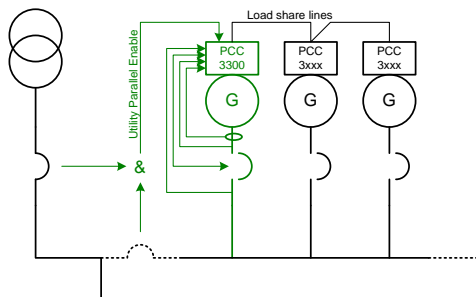 Load share lines
PCC
3300
PCC
3xxx
PCC
3xxx
Utility Parallel Enable
G
G
G
&